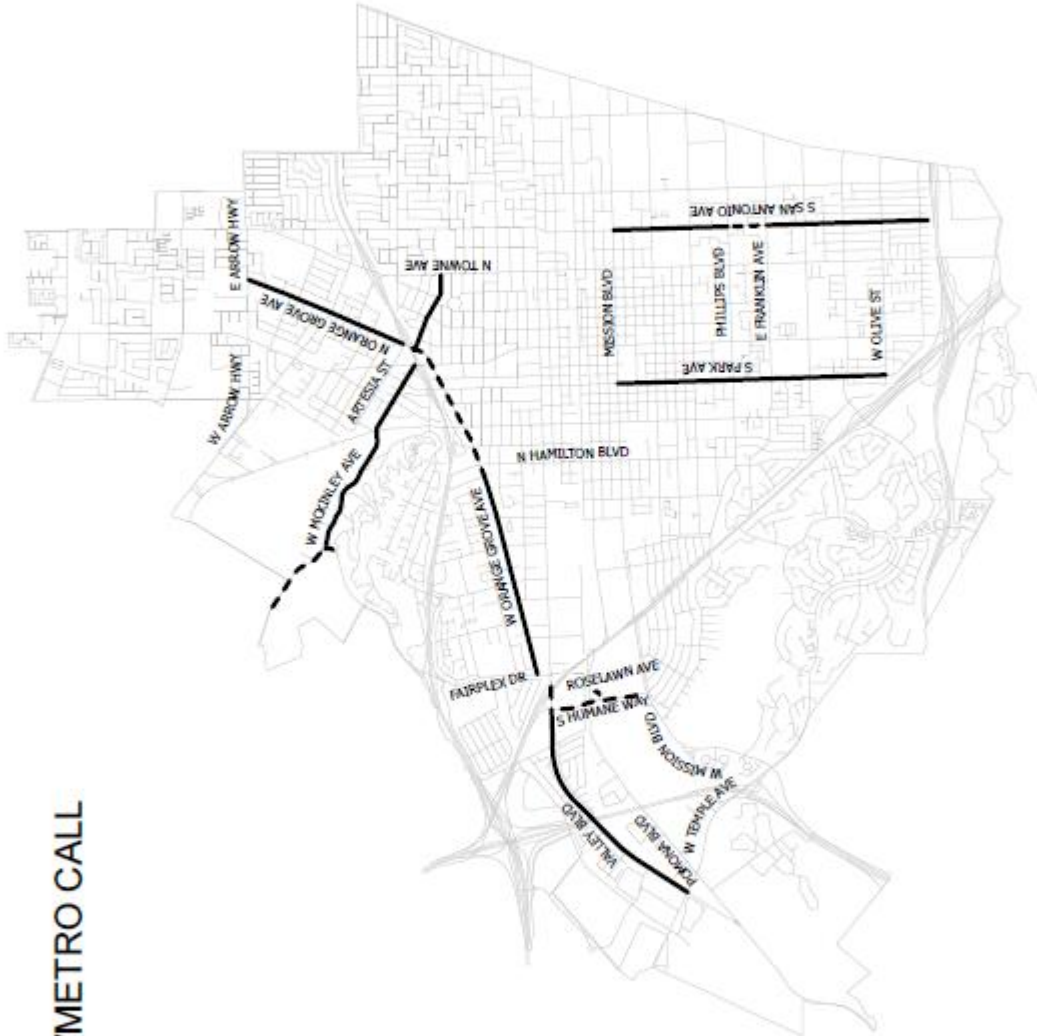 E ARROW HWY
N ORANGE GROVE AVE
N TOWNE AVE
W ARROW HWY
ARTESIA ST
W MCKINLEY AVE
S SAN ANTONIO AVE
MISSION BLVD
PHILLIPS BLVD
E FRANKLIN AVE
W OLIVE ST
S PARK AVE
N HAMILTON BLVD
W ORANGE GROVE AVE
FAIRPLEX DR
ROSELAWN AVE
S HUMANE WAY
W MISSION BLVD
VALLEY BLVD
POMONA BLVD
W TEMPLE AVE
METRO CALL